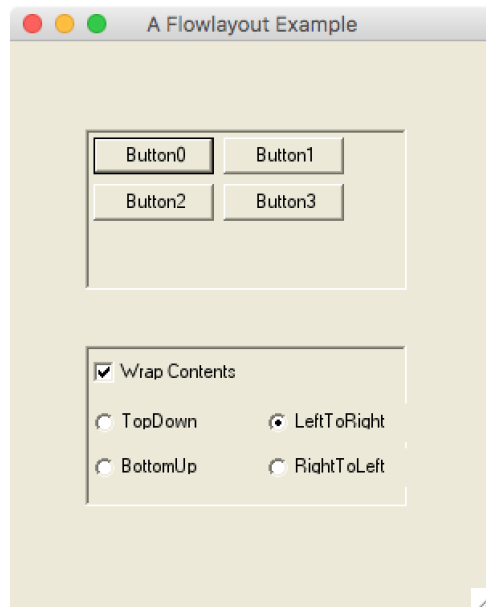 A Flowlayout Example
Button0 Button1
Button2 Button3
Wrap Contents
TopDown LeftToRight
BottomUp RightToLeft